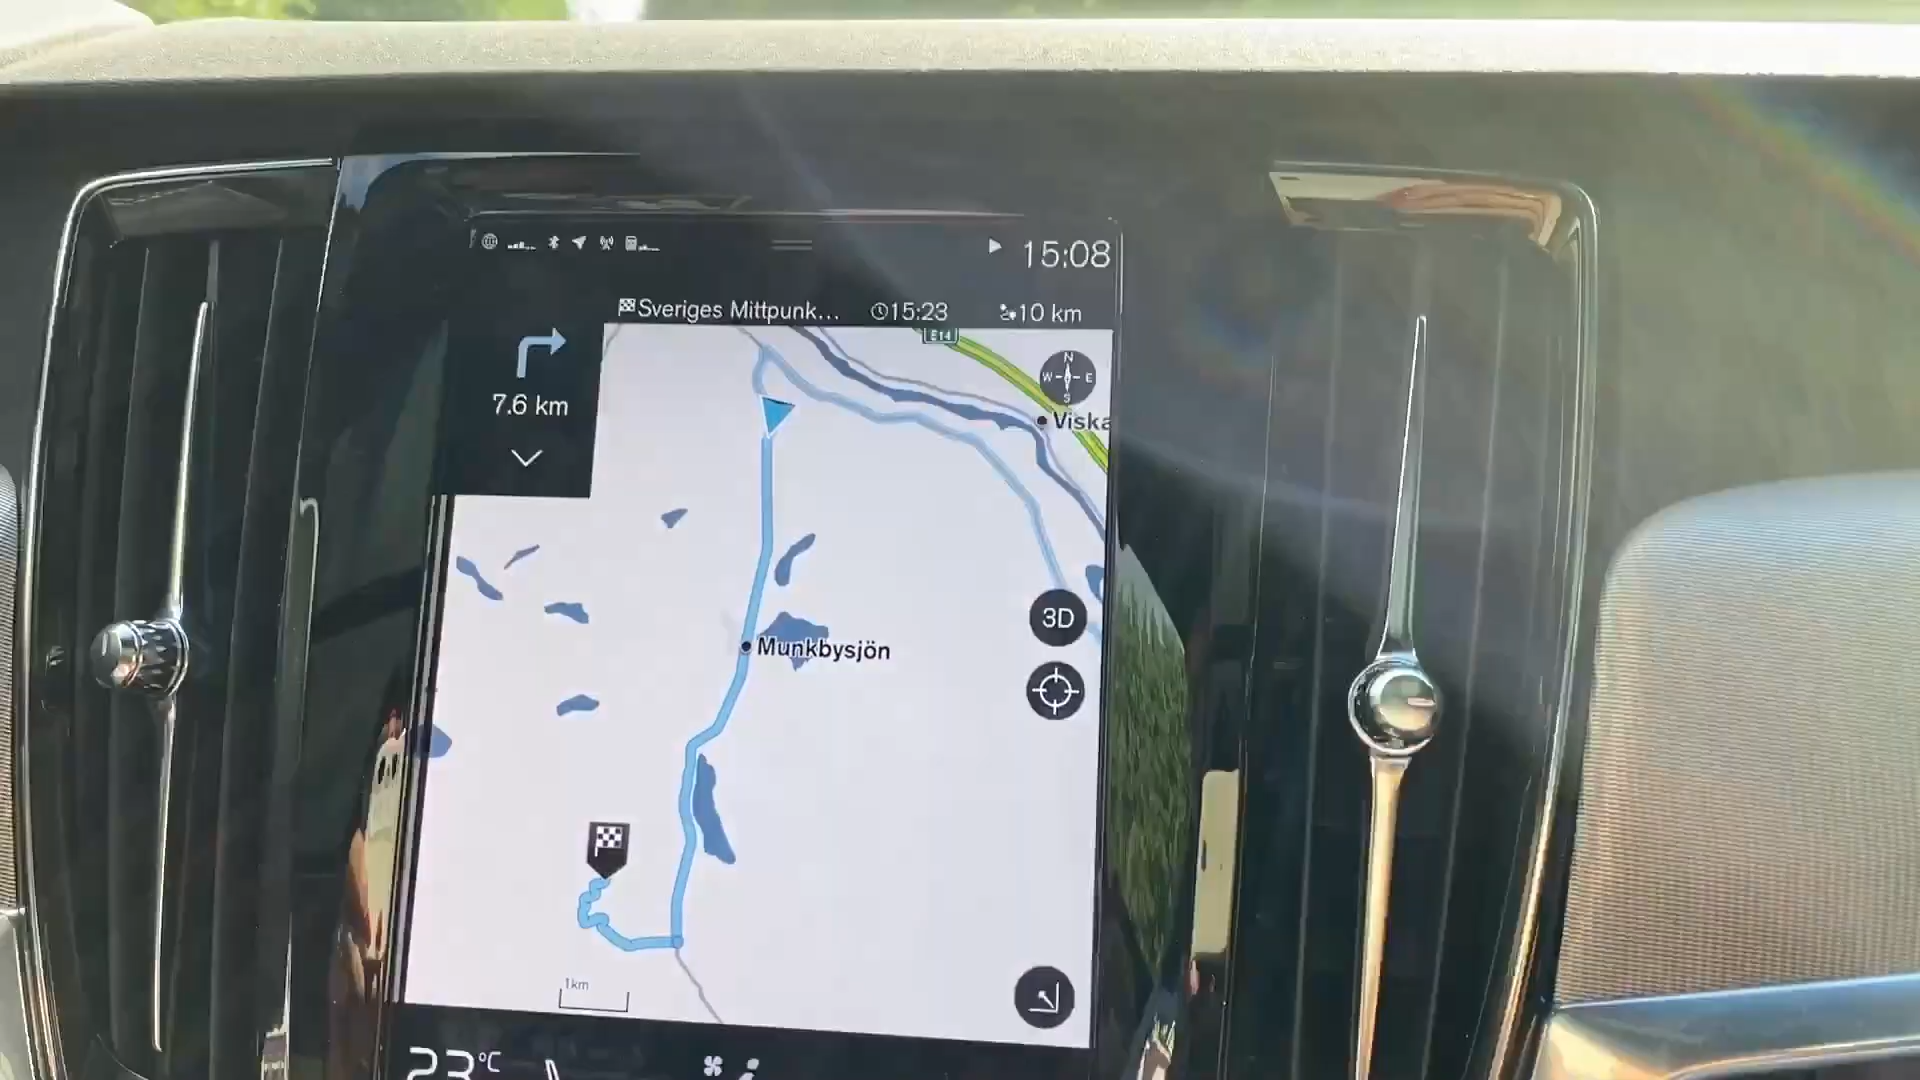 15:08
Sveriges Mittpunk... 15:23 10 km
7.6 km
E14
N
W E
S
Viska
3D
Munkbysjön
1km
23°C